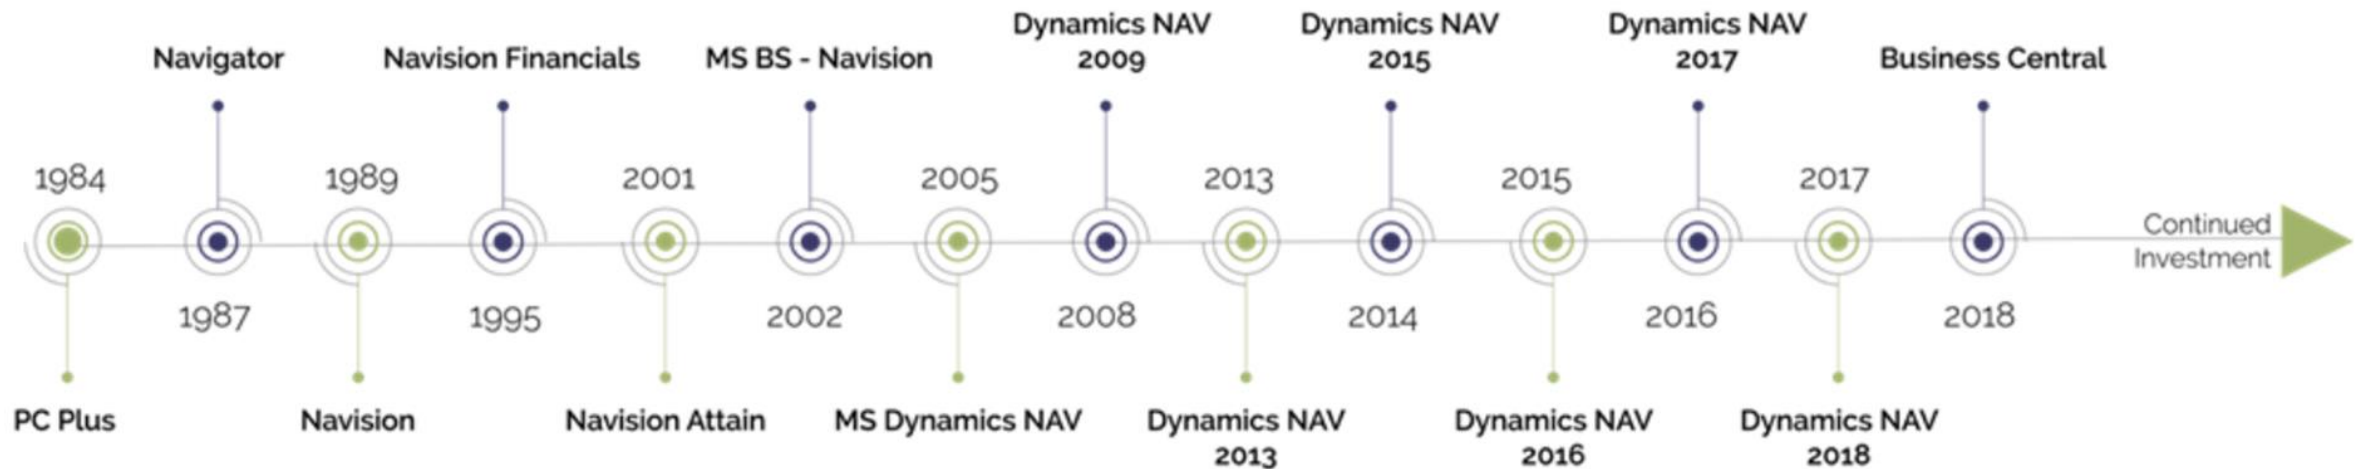 Dynamics NAV
2009
Dynamics NAV
2015
Dynamics NAV
2017
Navigator
Navision Financials
MS BS - Navision
Business Central
1984
1989
2001
2005
2013
2015
2017
Continued
Investment
1987
1995
2002
2008
2014
2016
2018
PC Plus
Navision
Navision Attain
MS Dynamics NAV
Dynamics NAV
2013
Dynamics NAV
2016
Dynamics NAV
2018